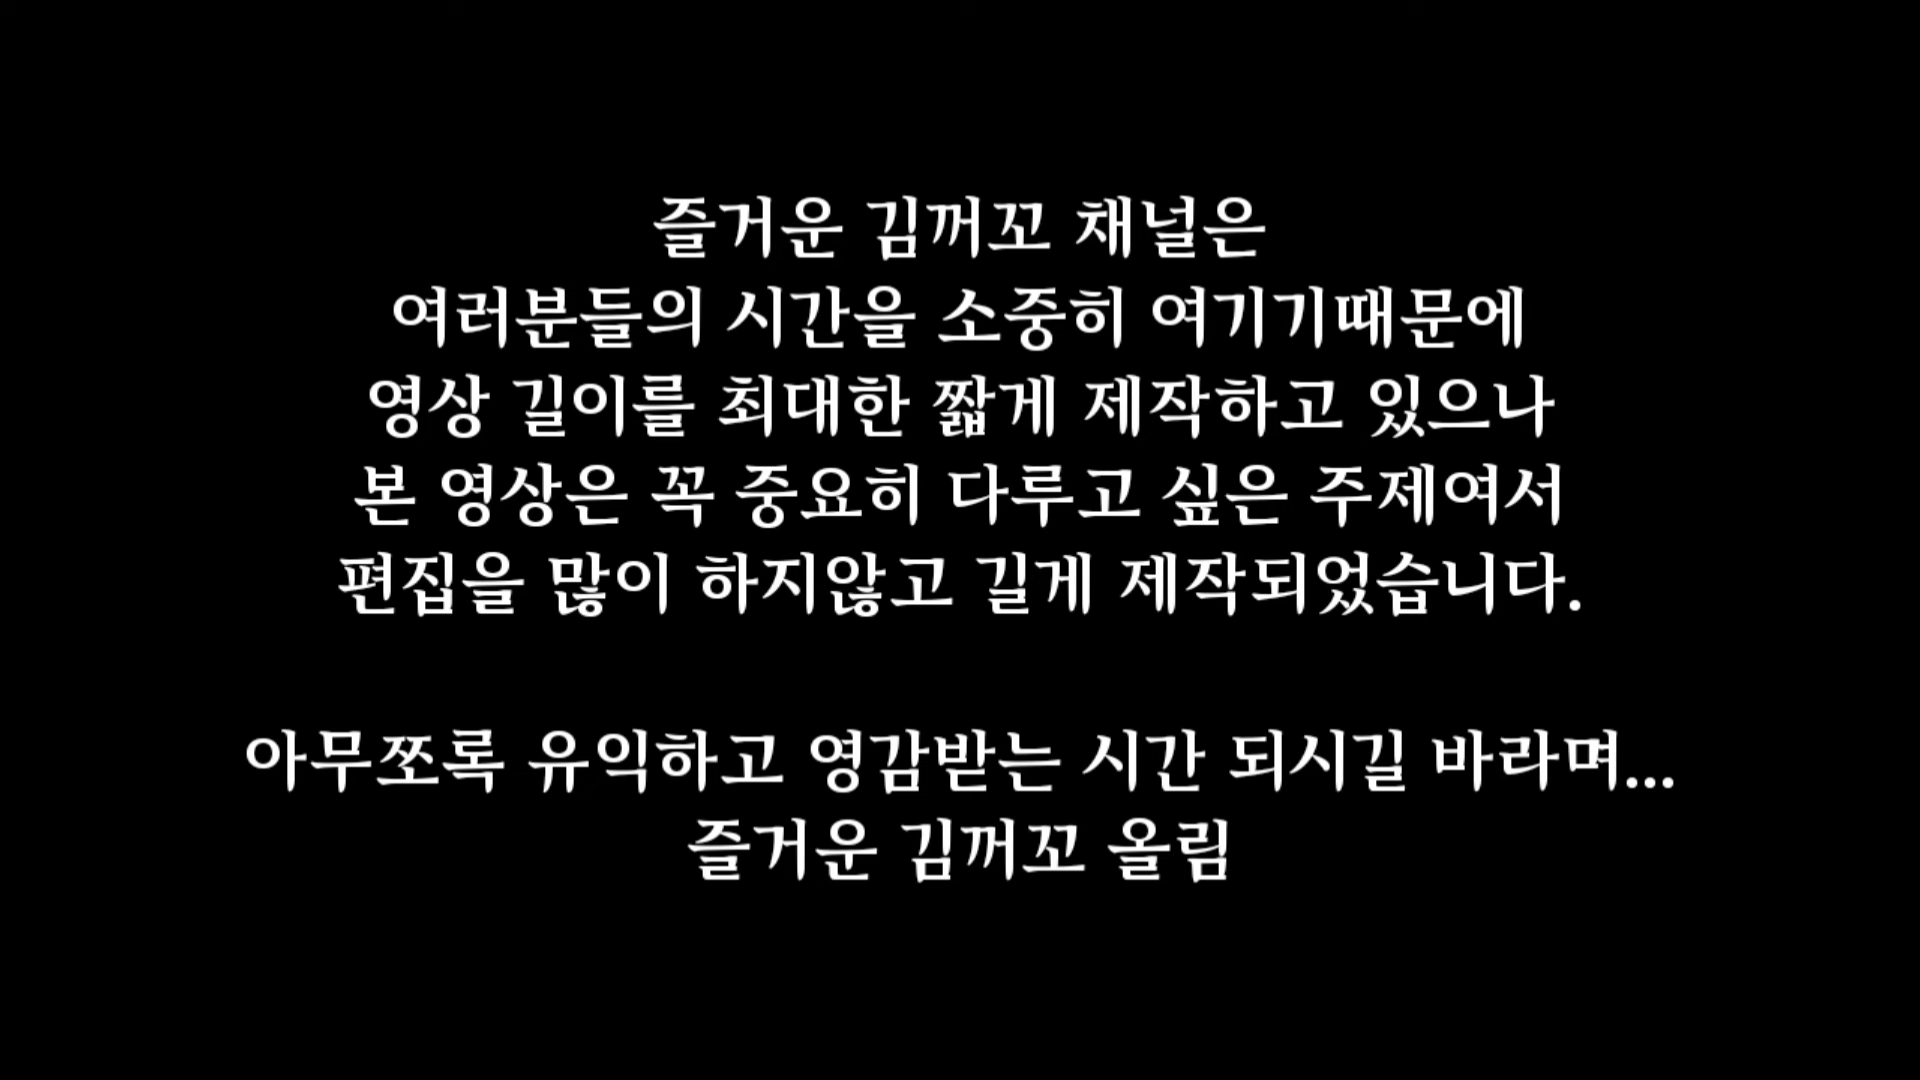 즐거운 김꺼꼬 채널은
여러분들의 시간을 소중히 여기기때문에
영상 길이를 최대한 짧게 제작하고 있으나
본 영상은 꼭 중요히 다루고 싶은 주제여서
편집을 많이 하지않고 길게 제작되었습니다.
아무쪼록 유익하고 영감받는 시간 되시길 바라며...
즐거운 김꺼꼬 올림